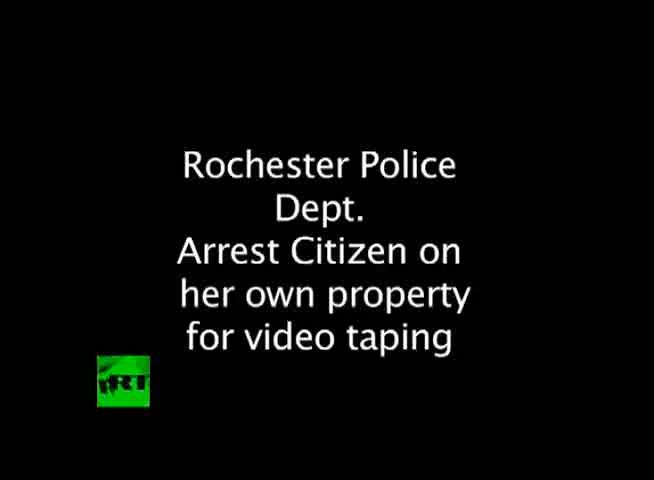 Rochester Police
Dept.
Arrest Citizen on
her own property
for video taping
RT